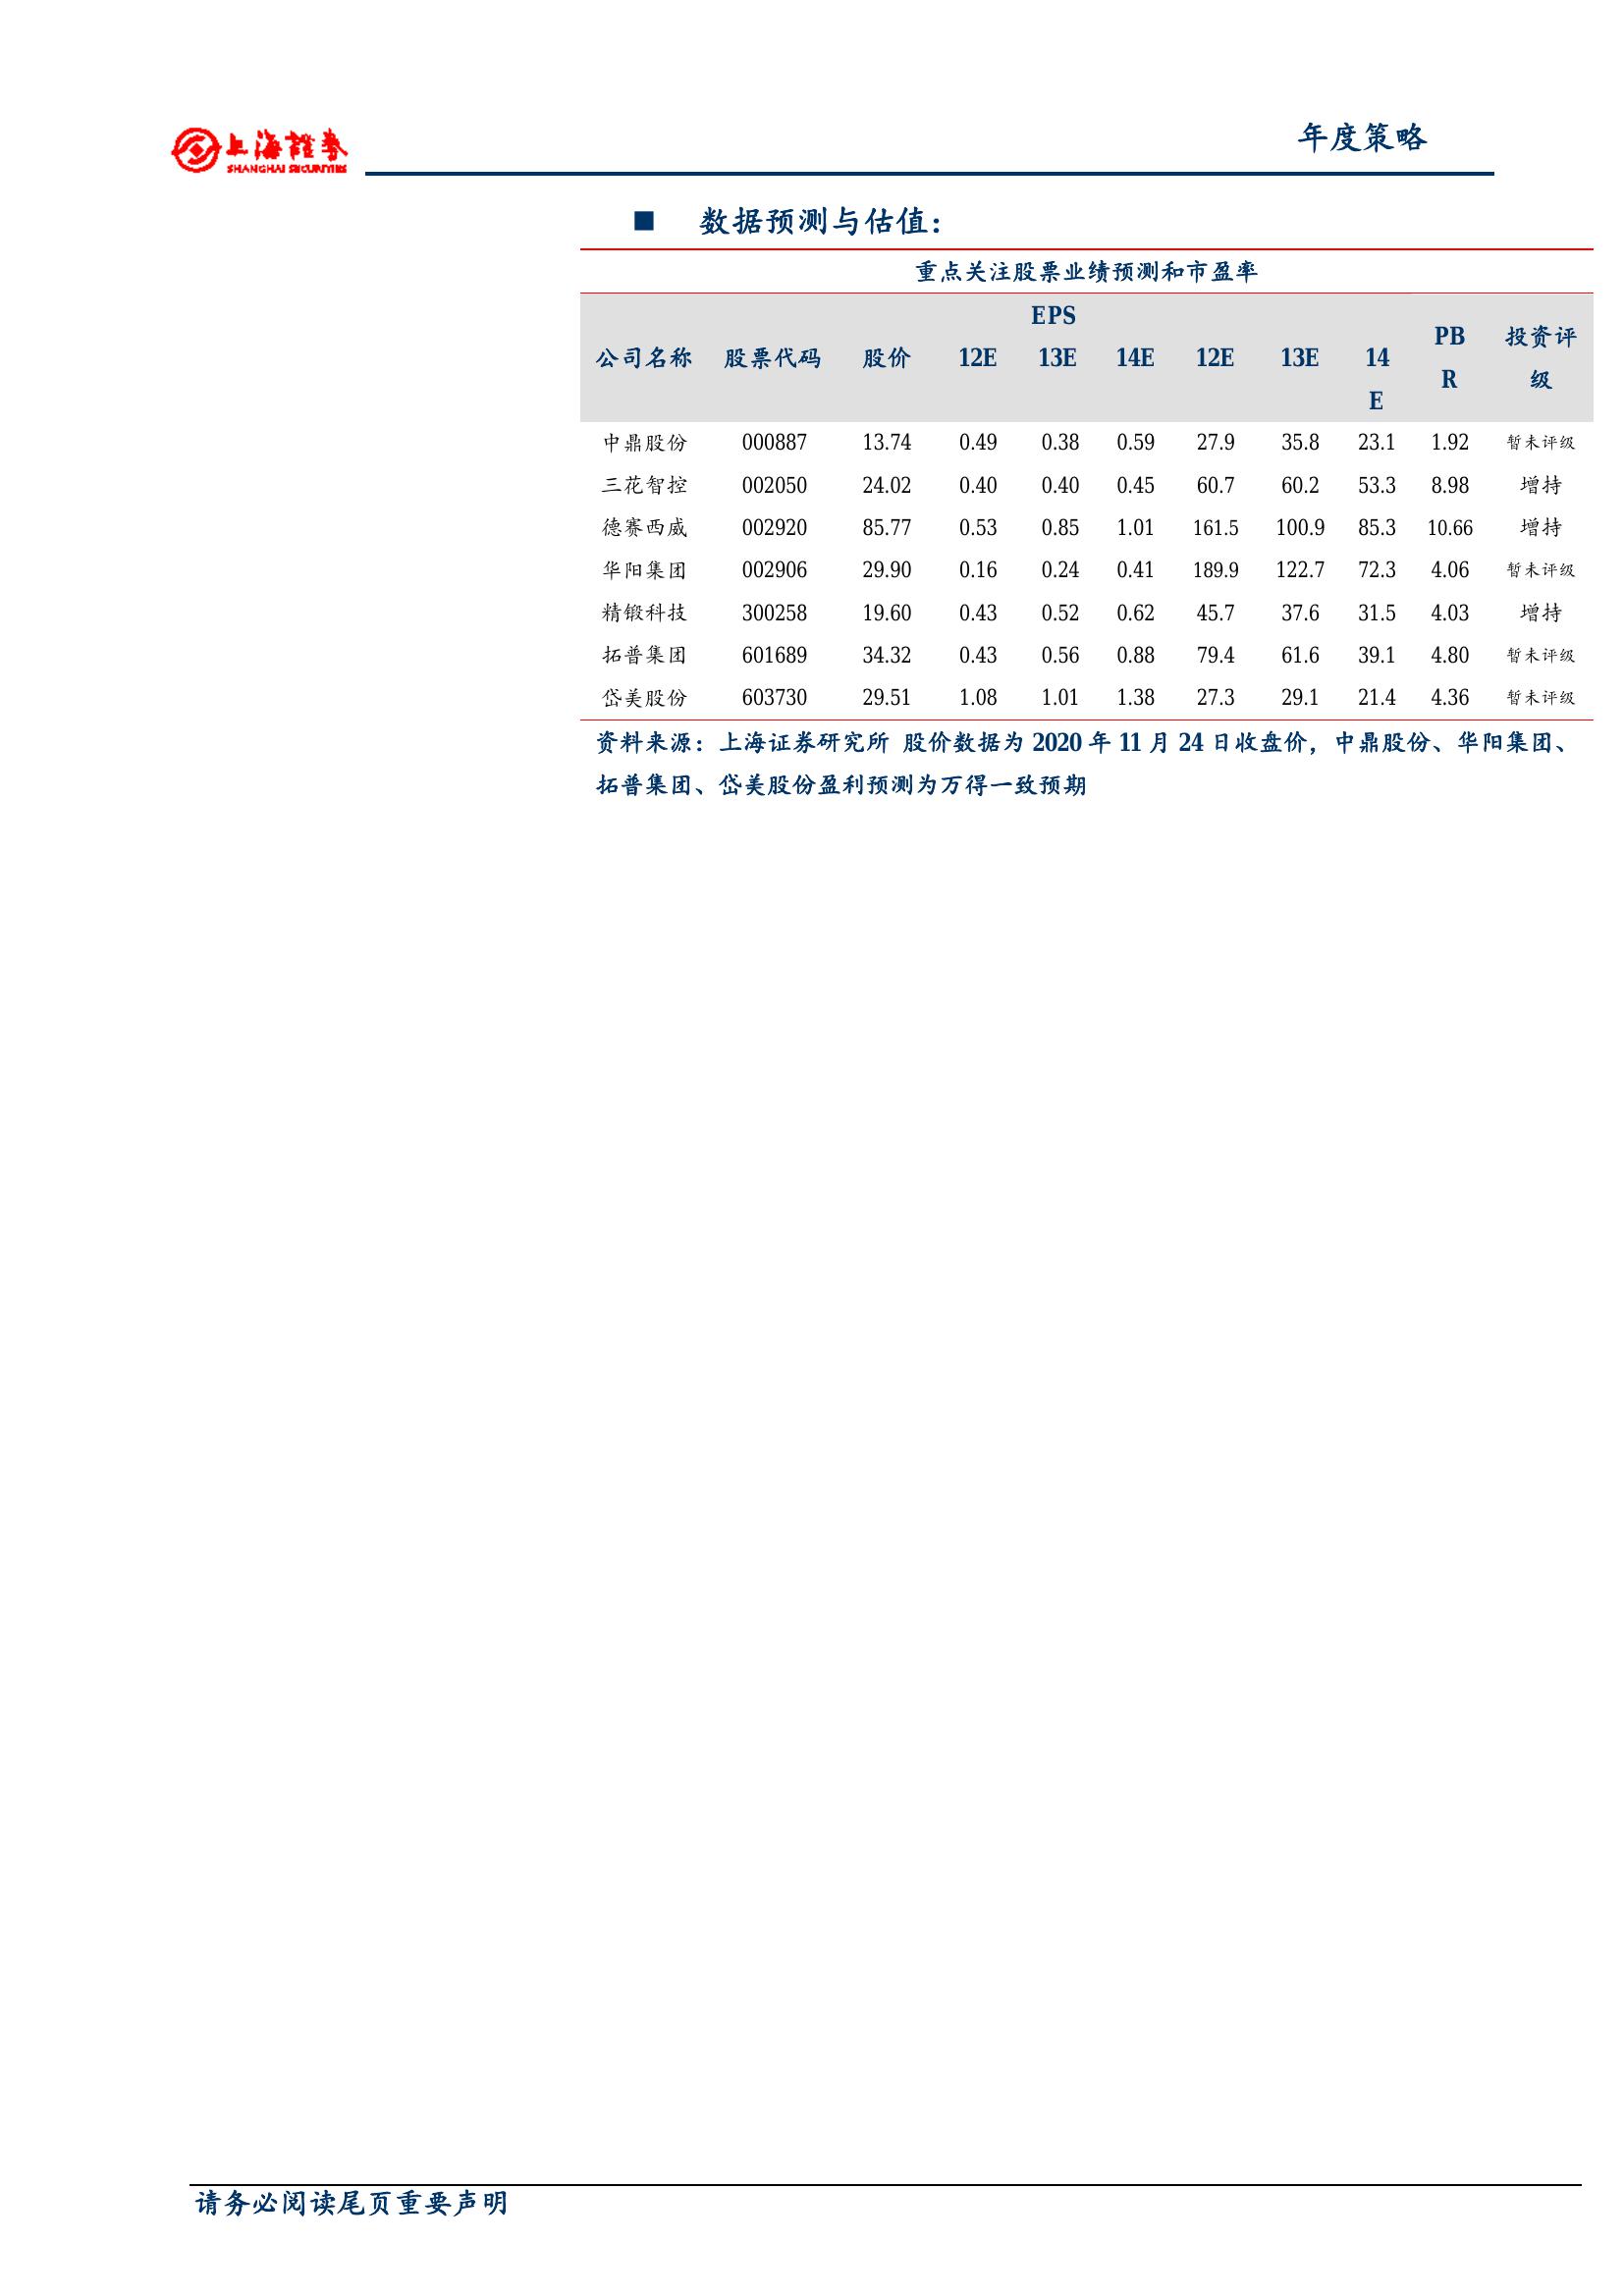 上海證券
SHANGHAI SECURITIES
年度策略
■ 数据预测与估值：
重点关注股票业绩预测和市盈率
EPS
公司名称 股票代码 股价 12E 13E 14E 12E 13E 14E PBR 投资评级
中鼎股份 000887 13.74 0.49 0.38 0.59 27.9 35.8 23.1 1.92 暂未评级
三花智控 002050 24.02 0.40 0.40 0.45 60.7 60.2 53.3 8.98 增持
德赛西威 002920 85.77 0.53 0.85 1.01 161.5 100.9 85.3 10.66 增持
华阳集团 002906 29.90 0.16 0.24 0.41 189.9 122.7 72.3 4.06 暂未评级
精锻科技 300258 19.60 0.43 0.52 0.62 45.7 37.6 31.5 4.03 增持
拓普集团 601689 34.32 0.43 0.56 0.88 79.4 61.6 39.1 4.80 暂未评级
岱美股份 603730 29.51 1.08 1.01 1.38 27.3 29.1 21.4 4.36 暂未评级
资料来源：上海证券研究所 股价数据为 2020 年 11 月 24 日收盘价，中鼎股份、华阳集团、
拓普集团、岱美股份盈利预测为万得一致预期
请务必阅读尾页重要声明